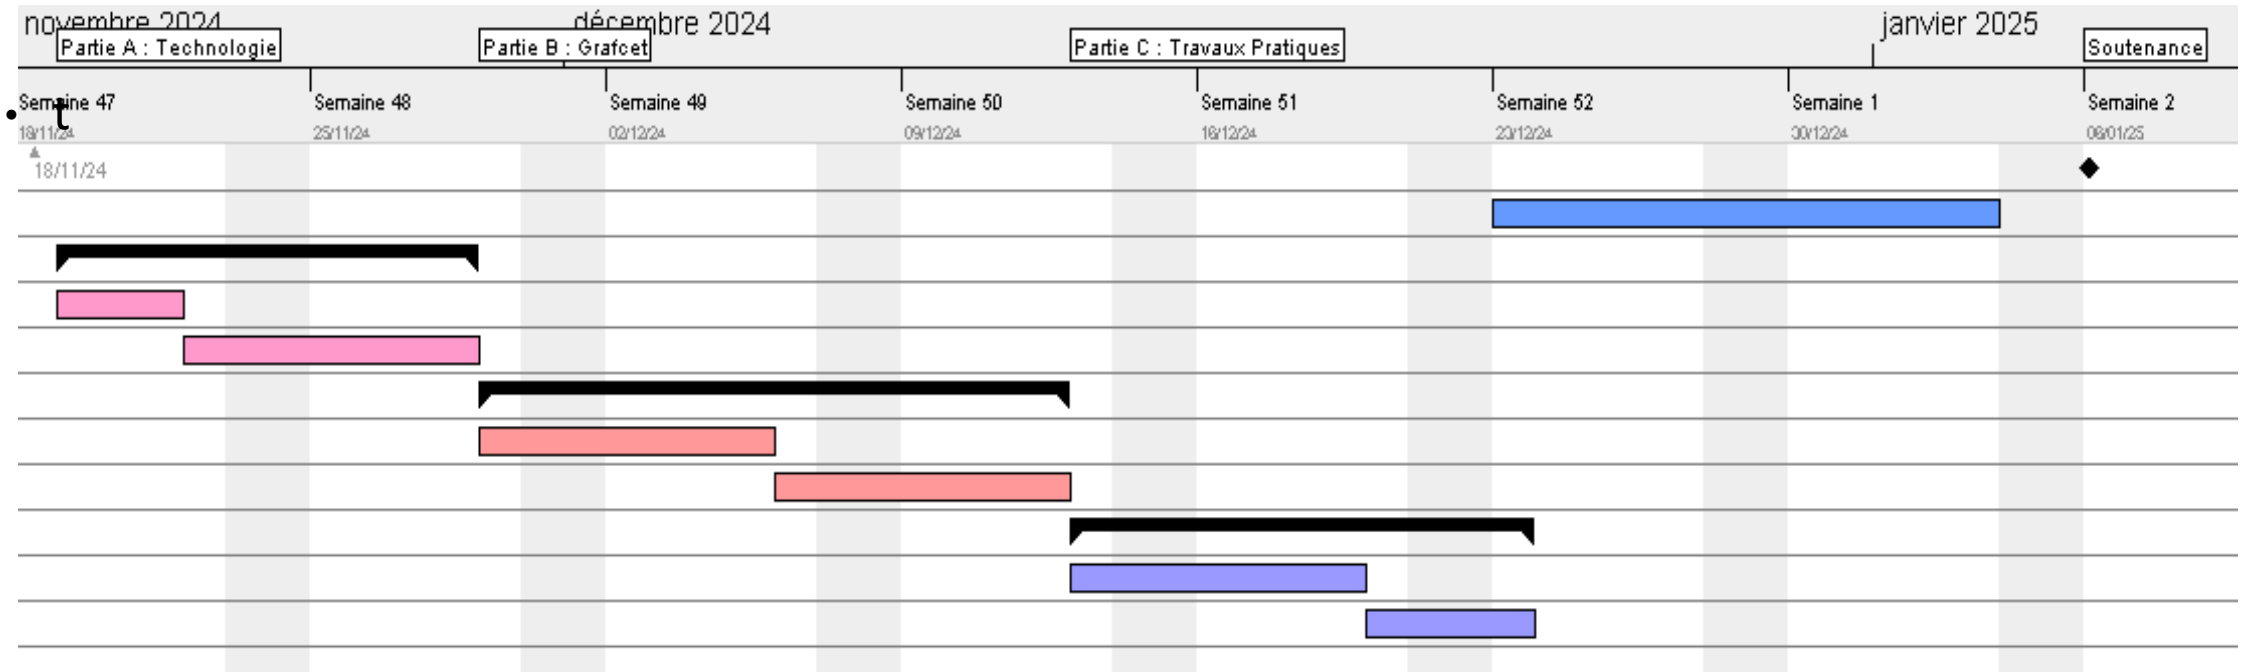 novembre 2024 décembre 2024 janvier 2025
Partie A : Technologie Partie B : Grafcet Partie C : Travaux Pratiques Soutenance
Semaine 47 Semaine 48 Semaine 49 Semaine 50 Semaine 51 Semaine 52 Semaine 1 Semaine 2
• t
18/11/24 25/11/24 02/12/24 09/12/24 16/12/24 23/12/24 30/12/24 06/01/25
18/11/24